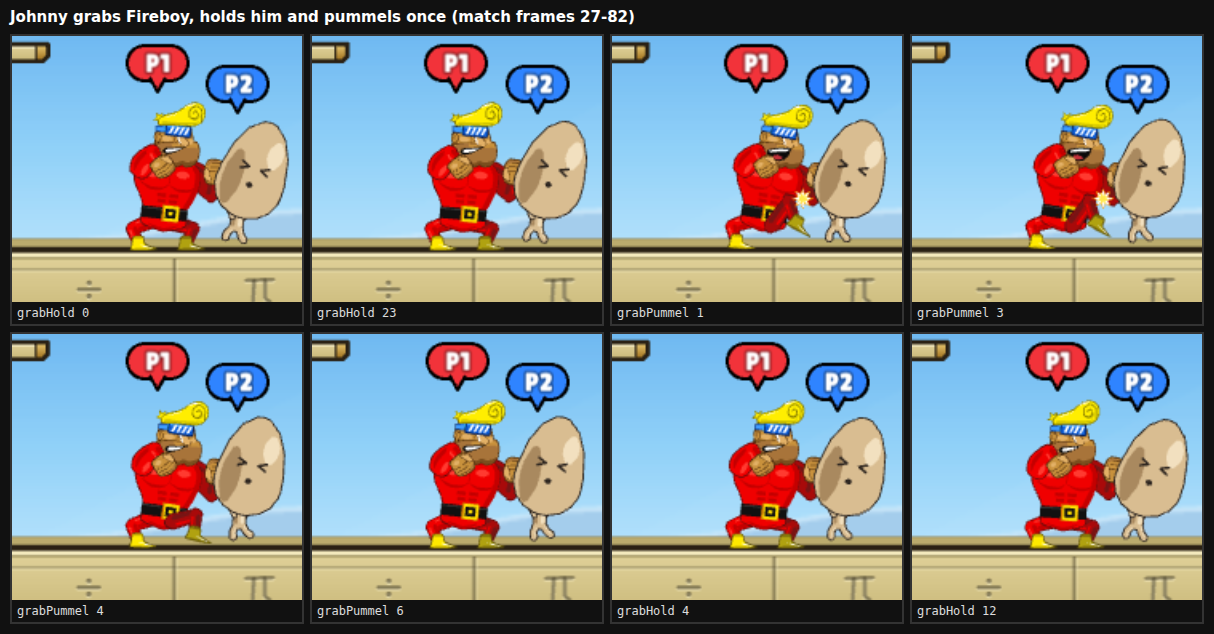 Johnny grabs Fireboy, holds him and pummels once (match frames 27-82)
P1
P2
P1
P2
P1
P2
P1
P2
÷
π
÷
π
÷
π
÷
π
grabHold 0
grabHold 23
grabPummel 1
grabPummel 3
P1
P2
P1
P2
P1
P2
P1
P2
÷
π
÷
π
÷
π
÷
π
grabPummel 4
grabPummel 6
grabHold 4
grabHold 12